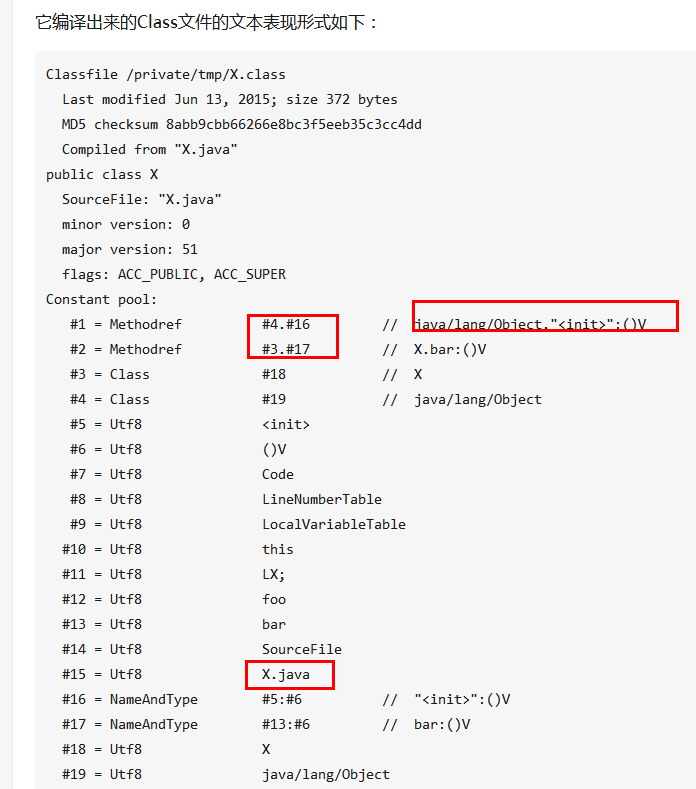 它编译出来的Class文件的文本表现形式如下：
Classfile /private/tmp/X.class
Last modified Jun 13, 2015; size 372 bytes
MD5 checksum 8abb9cbb66266e8bc3f5eeb35c3cc4dd
Compiled from "X.java"
public class X
SourceFile: "X.java"
minor version: 0
major version: 51
flags: ACC_PUBLIC, ACC_SUPER
Constant pool:
#1 = Methodref #4.#16 // java/lang/Object."<init>":()V
#2 = Methodref #3.#17 // X.bar:()V
#3 = Class #18 // X
#4 = Class #19 // java/lang/Object
#5 = Utf8 <init>
#6 = Utf8 ()V
#7 = Utf8 Code
#8 = Utf8 LineNumberTable
#9 = Utf8 LocalVariableTable
#10 = Utf8 this
#11 = Utf8 LX;
#12 = Utf8 foo
#13 = Utf8 bar
#14 = Utf8 SourceFile
#15 = Utf8 X.java
#16 = NameAndType #5:#6 // "<init>":()V
#17 = NameAndType #13:#6 // bar:()V
#18 = Utf8 X
#19 = Utf8 java/lang/Object